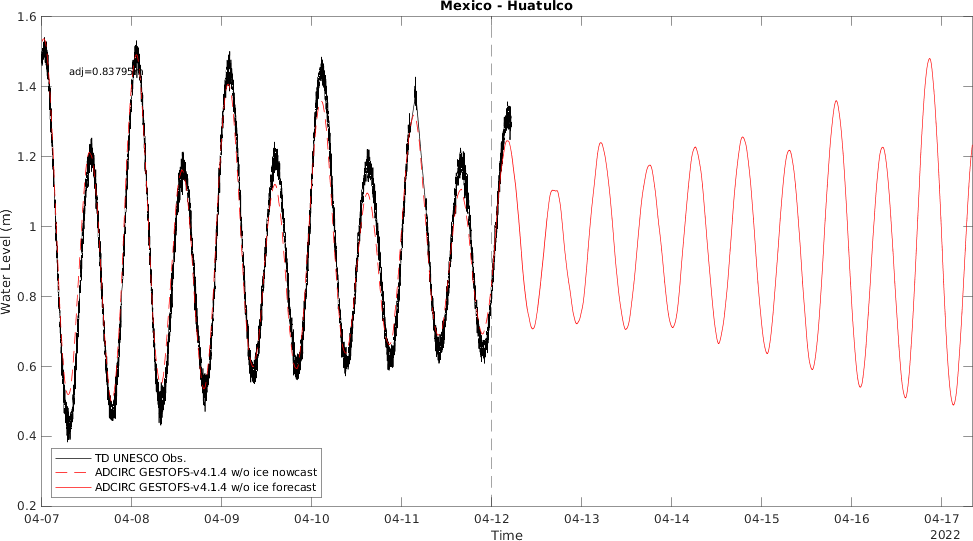 Mexico - Huatulco
1.6
1.4
1.2
1
0.8
0.6
0.4
0.2
Water Level (m)
adj=0.83795m
TD UNESCO Obs.
ADCIRC GESTOFS-v4.1.4 w/o ice nowcast
ADCIRC GESTOFS-v4.1.4 w/o ice forecast
04-07 04-08 04-09 04-10 04-11 04-12 04-13 04-14 04-15 04-16 04-17
Time
2022